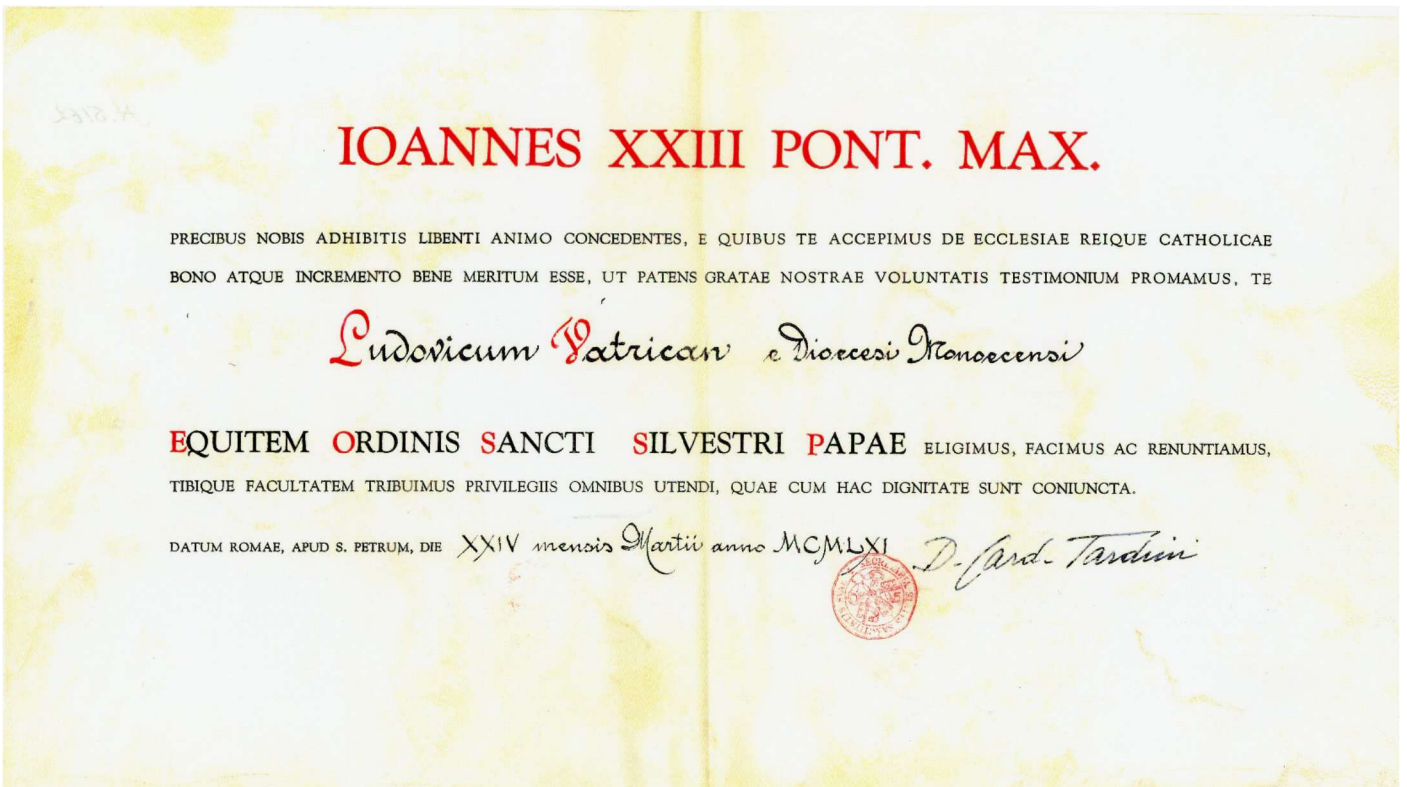 IOANNES XXIII PONT. MAX.
PRECIBUS NOBIS ADHIBITIS LIBENTI ANIMO CONCEDENTES, E QUIBUS TE ACCEPIMUS DE ECCLESIAE REIQUE CATHOLICAE
BONO ATQUE INCREMENTO BENE MERITUM ESSE, UT PATENS GRATAE NOSTRAE VOLUNTATIS TESTIMONIUM PROMAMUS, TE
Ludovicum Vatrican e Dioecesi Monoecensi
EQUITEM ORDINIS SANCTI SILVESTRI PAPAE ELIGIMUS, FACIMUS AC RENUNTIAMUS,
TIBIQUE FACULTATEM TRIBUIMUS PRIVILEGIIS OMNIBUS UTENDI, QUAE CUM HAC DIGNITATE SUNT CONIUNCTA.
DATUM ROMAE, APUD S. PETRUM, DIE XXIV mensis Martii anno MCMLXI D. Card. Tardini